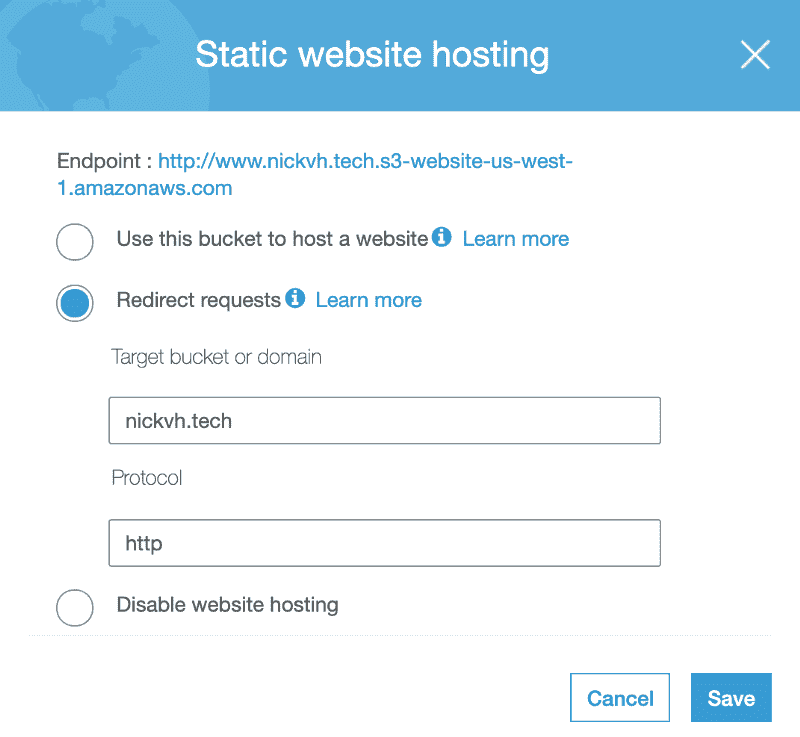 Static website hosting
Endpoint : http://www.nickvh.tech.s3-website-us-west-
1.amazonaws.com
Use this bucket to host a website Learn more
Redirect requests Learn more
Target bucket or domain
nickvh.tech
Protocol
http
Disable website hosting
Cancel Save